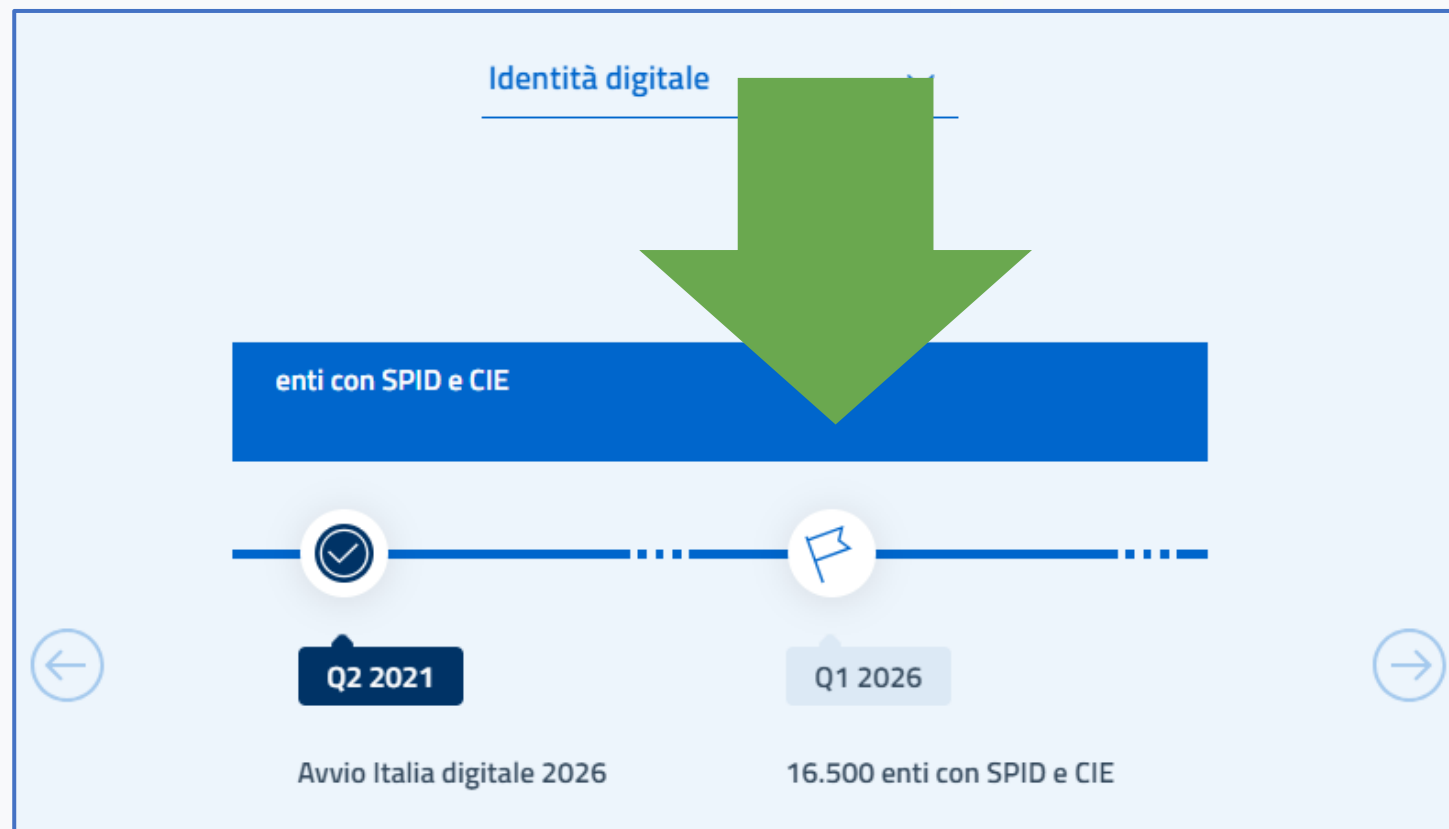 Identità digitale
enti con SPID e CIE
Q2 2021
Q1 2026
Avvio Italia digitale 2026
16.500 enti con SPID e CIE